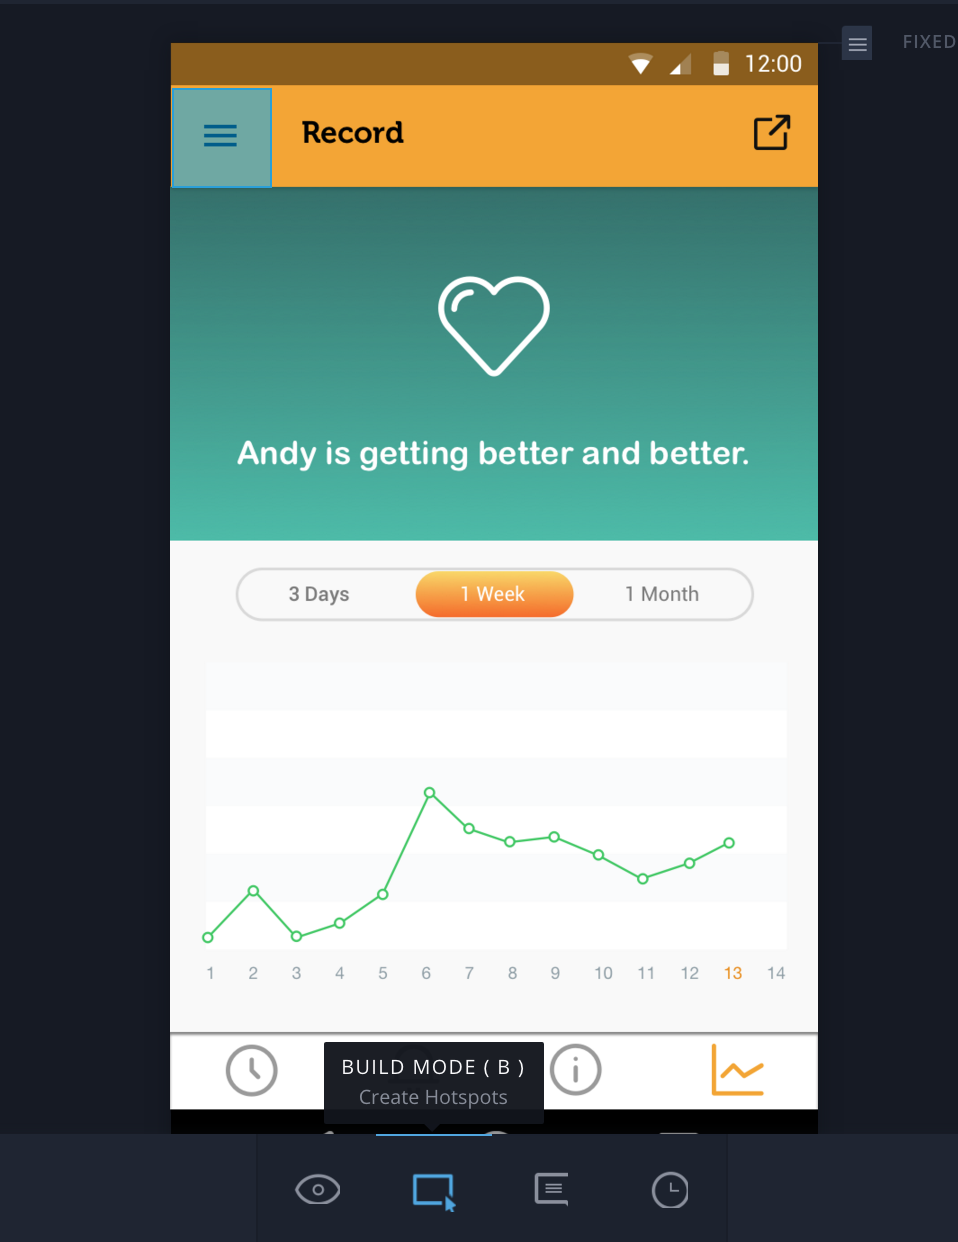 FIXED
12:00
Record
Andy is getting better and better.
3 Days 1 Week 1 Month
1 2 3 4 5 6 7 8 9 10 11 12 13 14
BUILD MODE ( B )
Create Hotspots